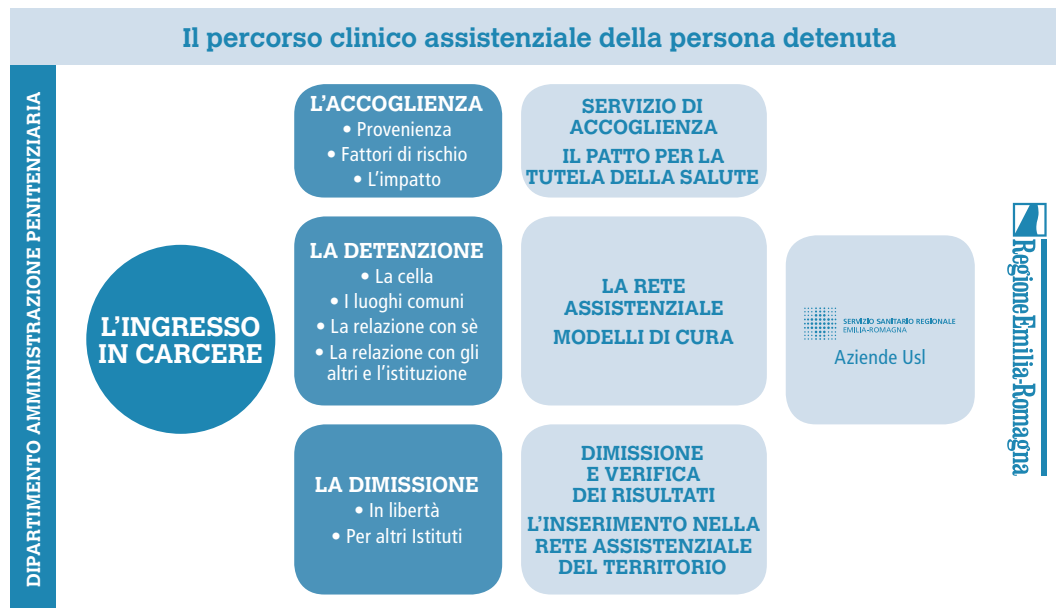 Il percorso clinico assistenziale della persona detenuta
DIPARTIMENTO AMMINISTRAZIONE PENITENZIARIA
L'INGRESSO
IN CARCERE
L'ACCOGLIENZA
• Provenienza
• Fattori di rischio
• L'impatto
SERVIZIO DI
ACCOGLIENZA
IL PATTO PER LA
TUTELA DELLA SALUTE
LA DETENZIONE
• La cella
• I luoghi comuni
• La relazione con sè
• La relazione con gli
altri e l'istituzione
LA RETE
ASSISTENZIALE
MODELLI DI CURA
LA DIMISSIONE
• In libertà
• Per altri Istituti
DIMISSIONE
E VERIFICA
DEI RISULTATI
L'INSERIMENTO NELLA
RETE ASSISTENZIALE
DEL TERRITORIO
SERVIZIO SANITARIO REGIONALE
EMILIA-ROMAGNA
Aziende Usl
RegioneEmilia-Romagna